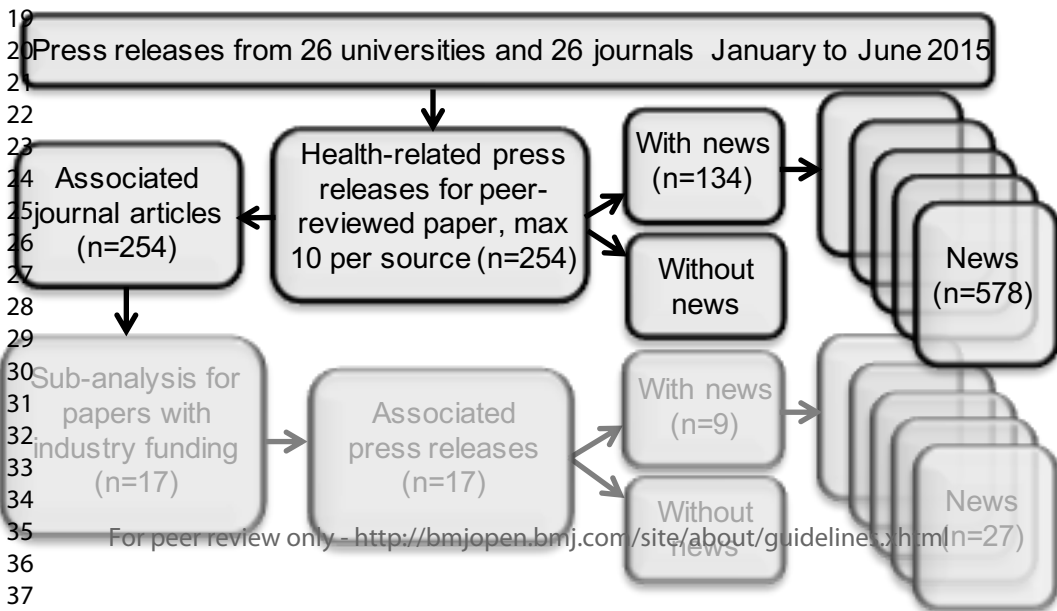 19
20
21
22
23
24
25
26
27
28
29
30
31
32
33
34
35
36
37
Press releases from 26 universities and 26 journals January to June 2015
Associated
journal articles
(n=254)
Health-related press
releases for peer-
reviewed paper, max
10 per source (n=254)
With news
(n=134)
Without
news
News
(n=578)
Sub-analysis for
papers with
industry funding
(n=17)
Associated
press releases
(n=17)
With news
(n=9)
Without
news
News
(n=27)
For peer review only - http://bmjopen.bmj.com/site/about/guidelines.xhtml